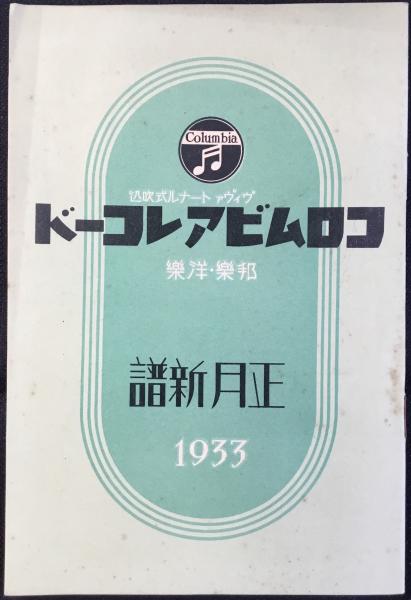 Columbia
ヴィヴァ トーナル式吹込
コロムビアレコード
邦樂・洋樂
正月新譜
1933